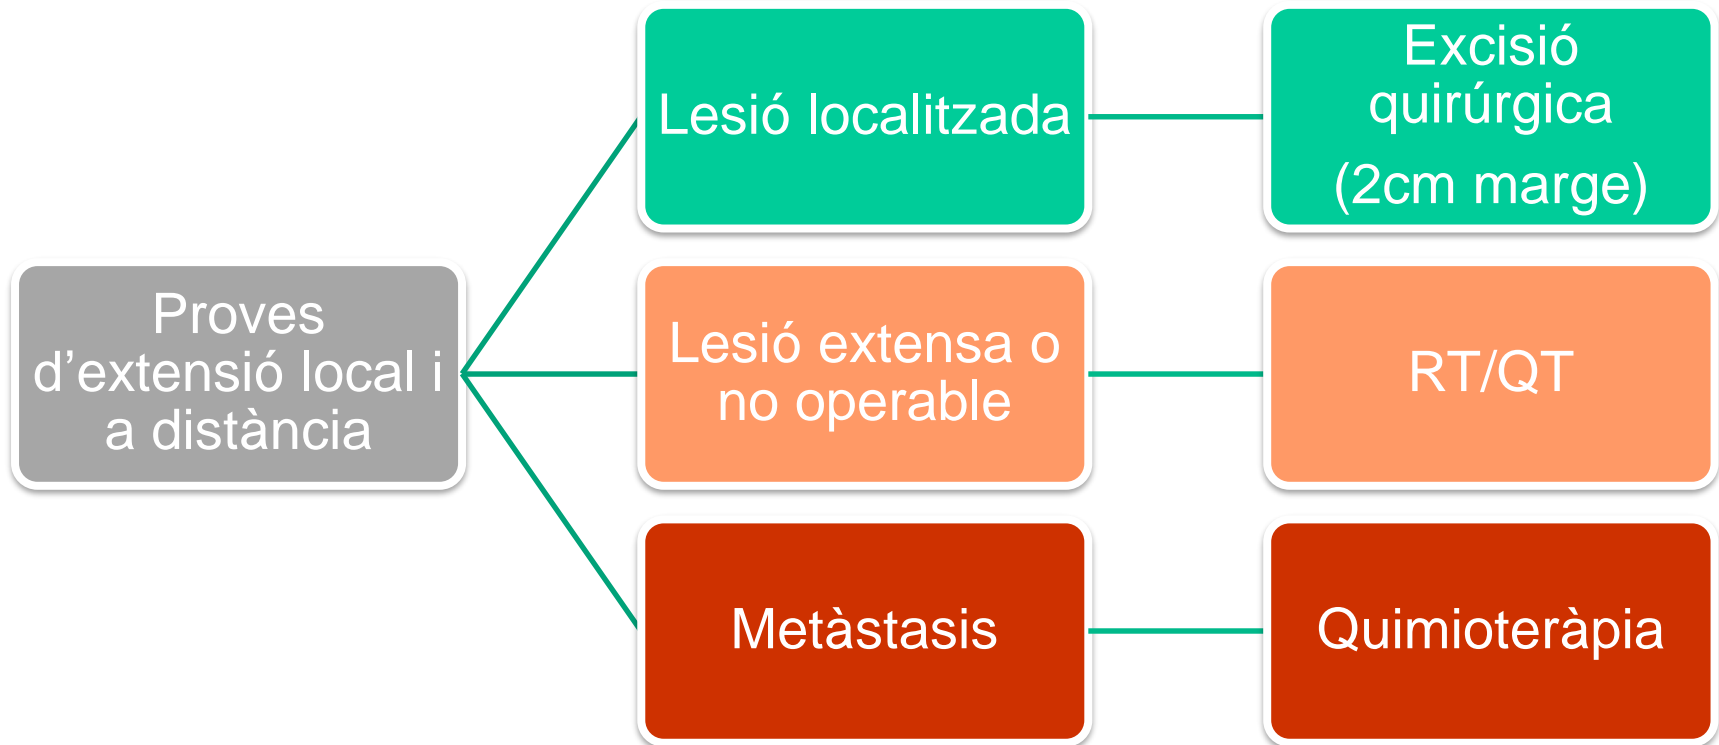 Proves
d’extensió local i
a distància
Lesió localitzada
Excisió
quirúrgica
(2cm marge)
Lesió extensa o
no operable
RT/QT
Metàstasis
Quimioteràpia